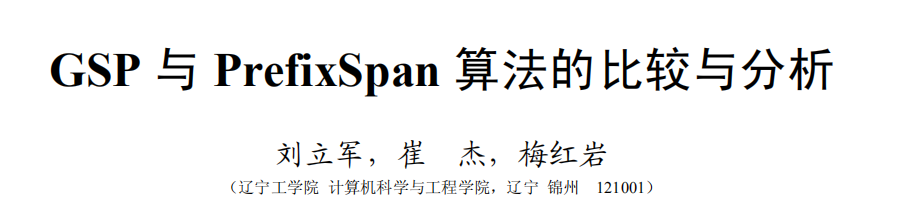 GSP 与 PrefixSpan 算法的比较与分析
刘立军，崔　杰，梅红岩
（辽宁工学院 计算机科学与工程学院，辽宁 锦州　121001）